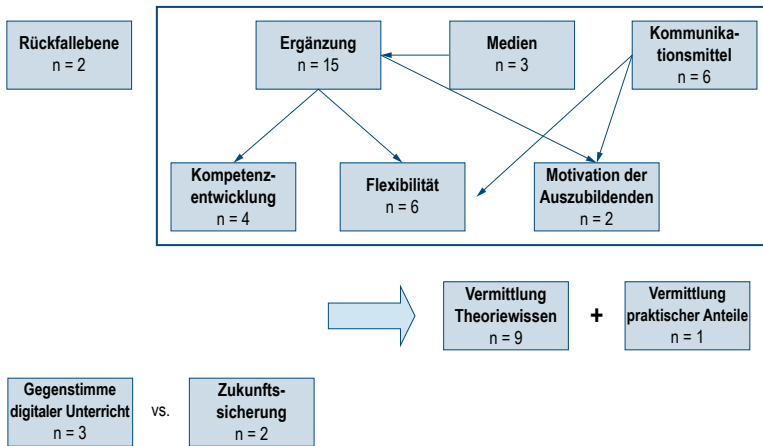 Rückfallebene
n = 2
Ergänzung
n = 15
Medien
n = 3
Kommunika-
tionsmittel
n = 6
Kompetenz-
entwicklung
n = 4
Flexibilität
n = 6
Motivation der
Auszubildenden
n = 2
Vermittlung
Theoriewissen
n = 9
+
Vermittlung
praktischer Anteile
n = 1
Gegenstimme
digitaler Unterricht
n = 3
vs.
Zukunfts-
sicherung
n = 2